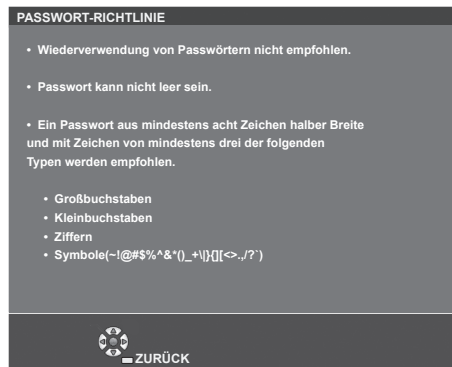 PASSWORT-RICHTLINIE
• Wiederverwendung von Passwörtern nicht empfohlen.
• Passwort kann nicht leer sein.
• Ein Passwort aus mindestens acht Zeichen halber Breite
und mit Zeichen von mindestens drei der folgenden
Typen werden empfohlen.
• Großbuchstaben
• Kleinbuchstaben
• Ziffern
• Symbole(~!@#$%^&*()_+\|}{][<>.,/?`)
ZURÜCK